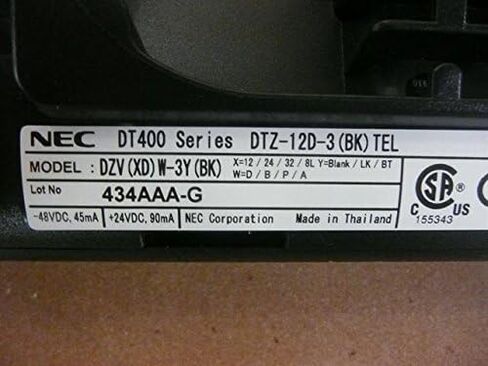 NEC DT400 Series DTZ-12D-3(BK)TEL
MODEL : DZV(XD)W-3Y(BK) X=12/24/32/8L Y=Blank/LK/BT
W=D/B/P/A
Lot No 434AAA-G
-48VDC, 45mA +24VDC, 90mA NEC Corporation Made in Thailand
CSA
C US
155343